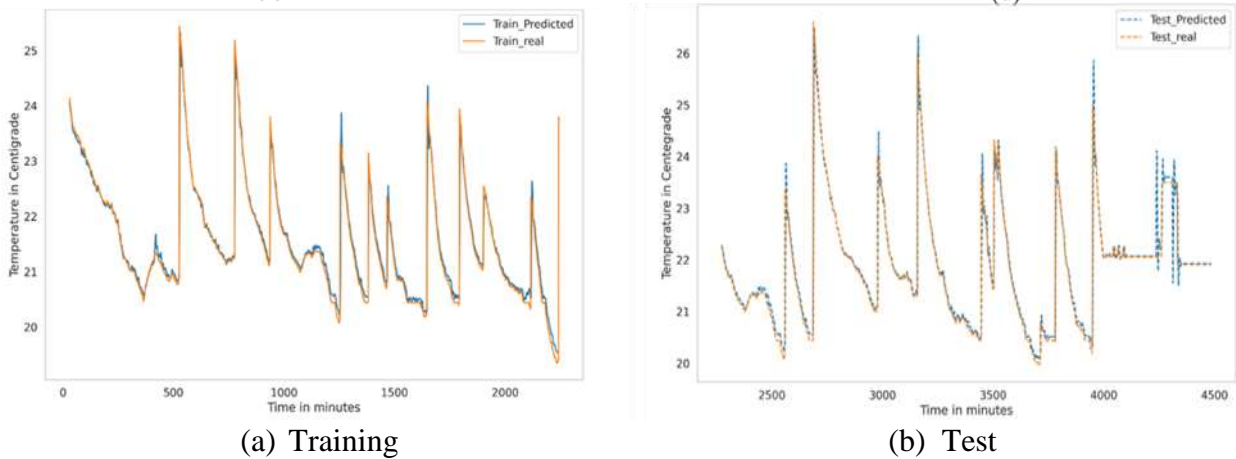 Train_Predicted
Train_real
25
24
23
22
21
20
Temperature in Centigrade
0
500
1000
1500
2000
Time in minutes
(a) Training
Test_Predicted
Test_real
26
25
24
23
22
21
20
Temperature in Centegrade
2500
3000
3500
4000
4500
Time in minutes
(b) Test